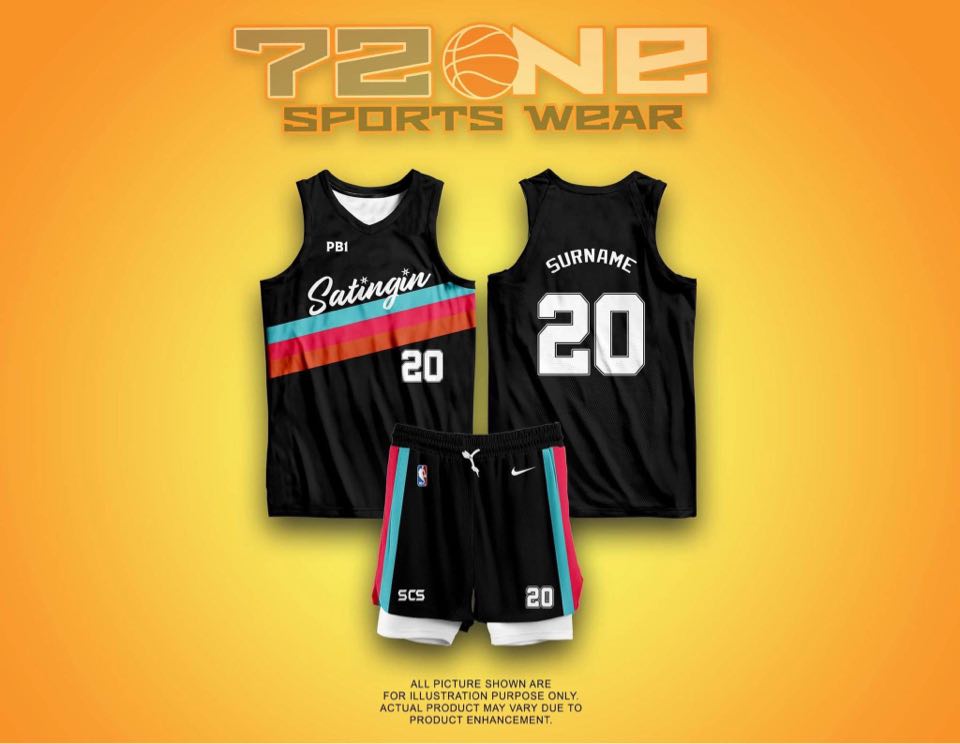 7ZONE
SPORTS WEAR
PB1
Satingin
20
SURNAME
20
SCS
20
ALL PICTURE SHOWN ARE
FOR ILLUSTRATION PURPOSE ONLY.
ACTUAL PRODUCT MAY VARY DUE TO
PRODUCT ENHANCEMENT.